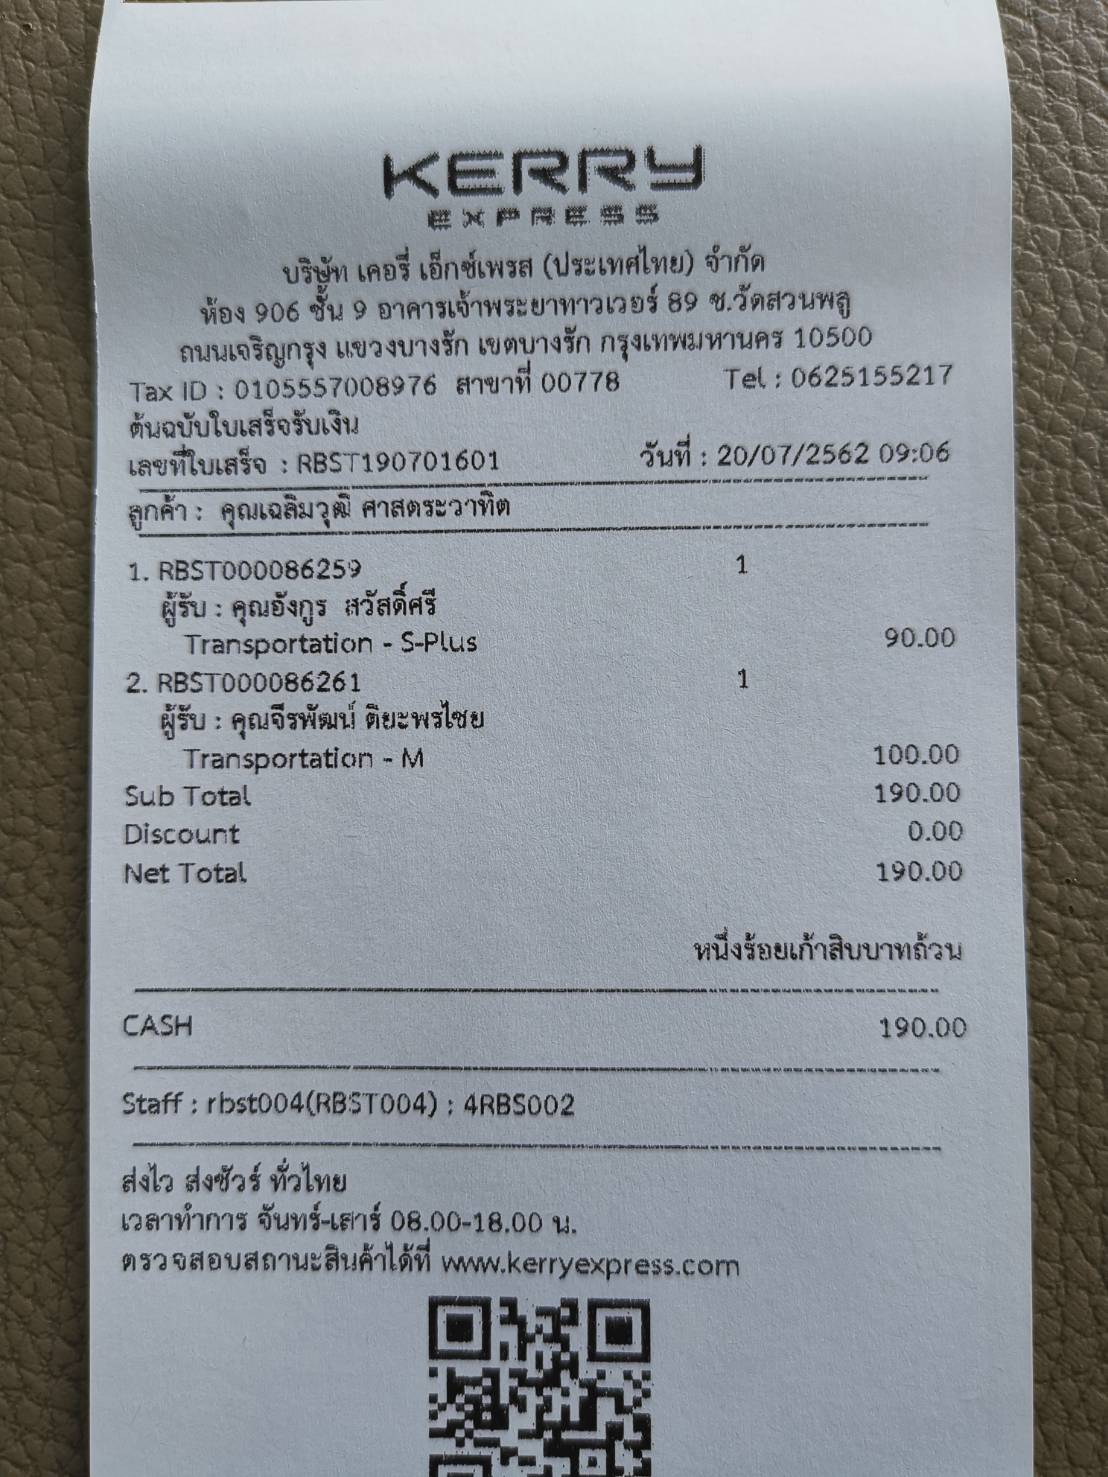 KERRY
EXPRESS
บริษัท เคอรี่ เอ็กซ์เพรส (ประเทศไทย) จำกัด
ห้อง 906 ชั้น 9 อาคารเจ้าพระยาทาวเวอร์ 89 ซ.วัดสวนพลู
ถนนเจริญกรุง แขวงบางรัก เขตบางรัก กรุงเทพมหานคร 10500
Tax ID : 0105557008976 สาขาที่ 00778 Tel : 0625155217
ต้นฉบับใบเสร็จรับเงิน
เลขที่ใบเสร็จ : RBST190701601 วันที่ : 20/07/2562 09:06
ลูกค้า : คุณเฉลิมวุฒิ ศาสตระวาทิต
1. RBST000086259 1
ผู้รับ : คุณอังกูร สวัสดิ์ศรี
Transportation - S-Plus 90.00
2. RBST000086261 1
ผู้รับ : คุณจีรพัฒน์ ติยะพรไชย
Transportation - M 100.00
Sub Total 190.00
Discount 0.00
Net Total 190.00
หนึ่งร้อยเก้าสิบบาทถ้วน
CASH 190.00
Staff : rbst004(RBST004) : 4RBS002
ส่งไว ส่งชัวร์ ทั่วไทย
เวลาทำการ จันทร์-เสาร์ 08.00-18.00 น.
ตรวจสอบสถานะสินค้าได้ที่ www.kerryexpress.com